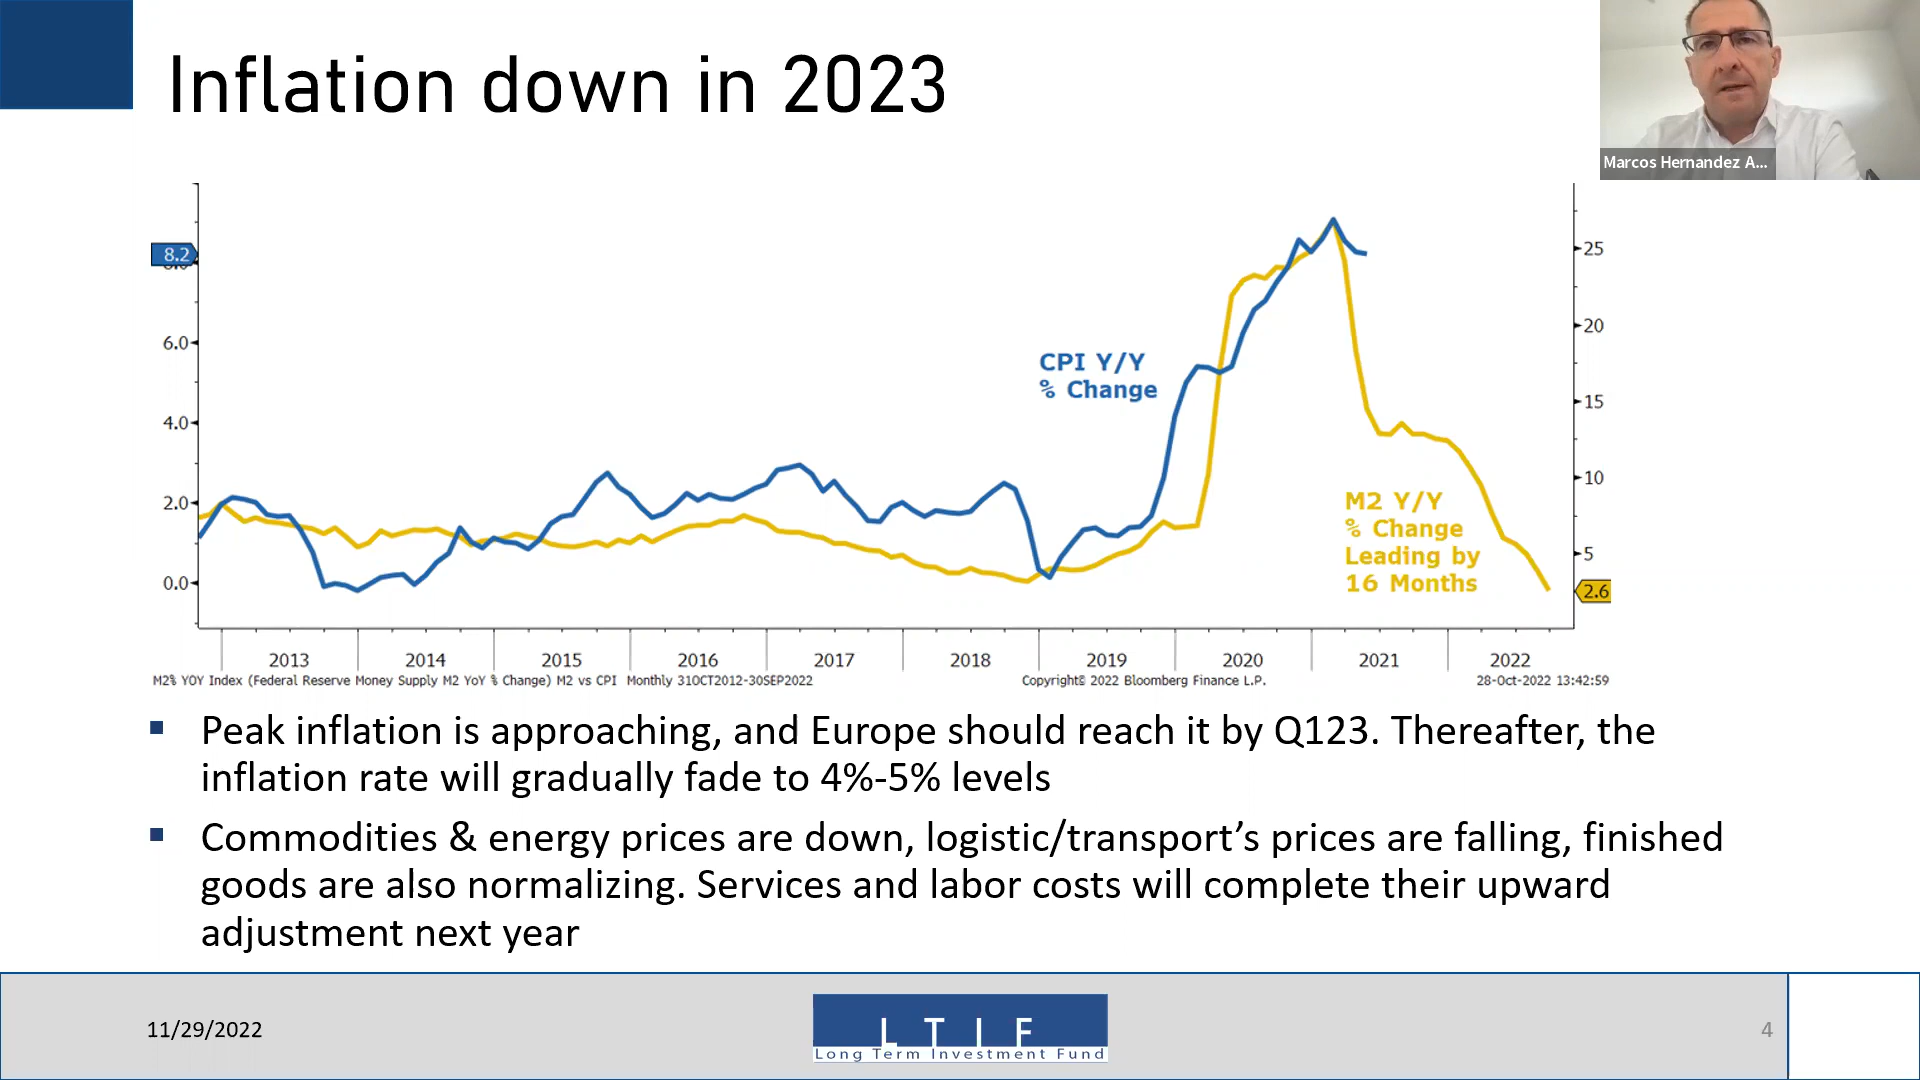 Inflation down in 2023
Marcos Hernandez A...
8.2
8.0
6.0
4.0
2.0
0.0
25
20
15
10
5
2.6
CPI Y/Y
% Change
M2 Y/Y
% Change
Leading by
16 Months
2013 2014 2015 2016 2017 2018 2019 2020 2021 2022
M2% YOY Index (Federal Reserve Money Supply M2 YoY % Change) M2 vs CPI Monthly 31OCT2012-30SEP2022 Copyright© 2022 Bloomberg Finance L.P. 28-Oct-2022 13:42:59
▪ Peak inflation is approaching, and Europe should reach it by Q123. Thereafter, the
inflation rate will gradually fade to 4%-5% levels
▪ Commodities & energy prices are down, logistic/transport’s prices are falling, finished
goods are also normalizing. Services and labor costs will complete their upward
adjustment next year
11/29/2022
L T I F
Long Term Investment Fund
4